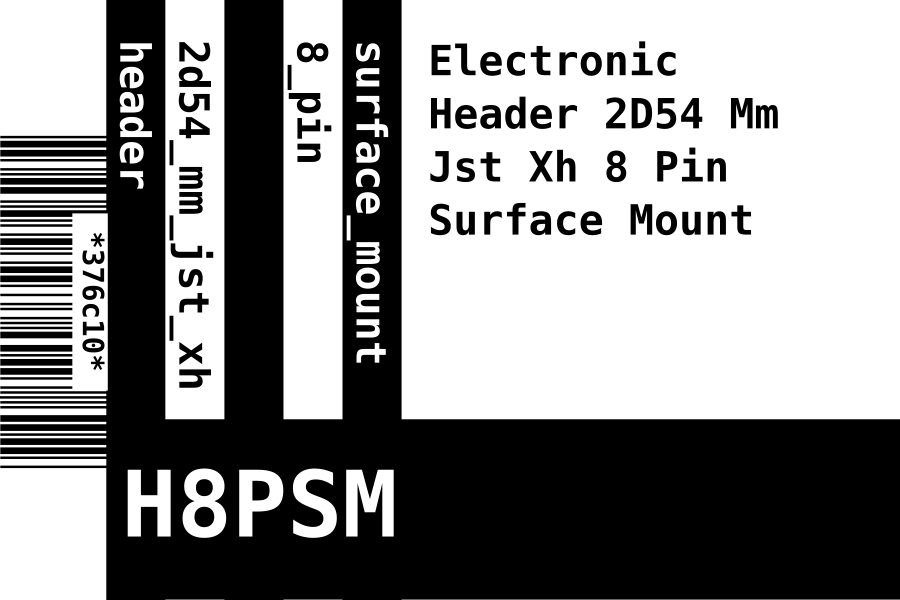 *376c10*
header
2d54_mm_jst_xh
8_pin
surface_mount
Electronic
Header 2D54 Mm
Jst Xh 8 Pin
Surface Mount
H8PSM